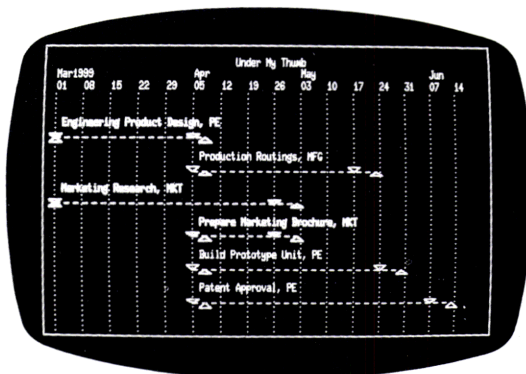 Under My Thumb
Mar1999 Apr May Jun
01 08 15 22 29 05 12 19 26 03 10 17 24 31 07 14
Engineering Product Design, PE
Production Routings, MFG
Marketing Research, MKT
Prepare Marketing Brochure, MKT
Build Prototype Unit, PE
Patent Approval, PE